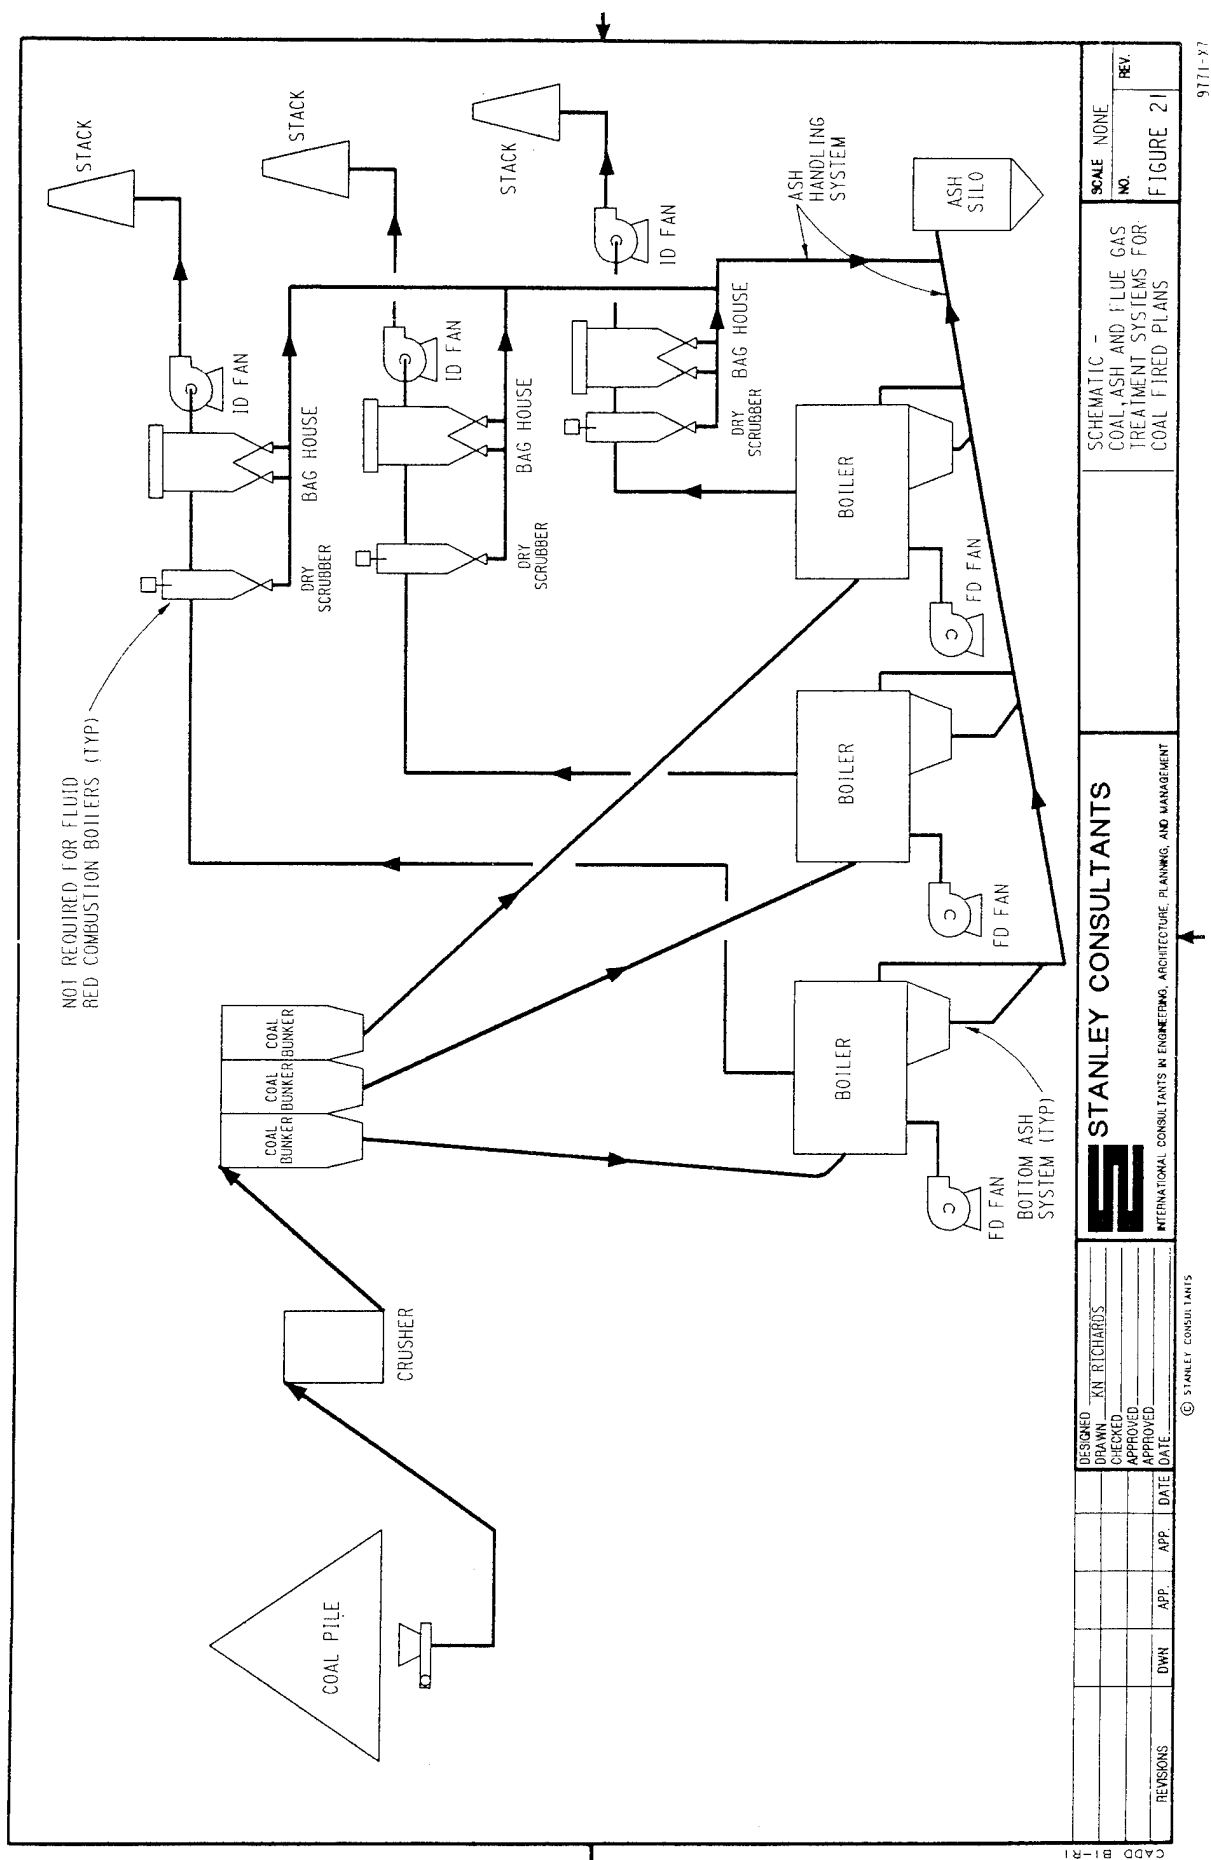 NOT REQUIRED FOR FLUID
BED COMBUSTION BOILERS (TYP)
STACK
STACK
STACK
ID FAN
ID FAN
ID FAN
BAG HOUSE
BAG HOUSE
BAG HOUSE
DRY
SCRUBBER
DRY
SCRUBBER
DRY
SCRUBBER
COAL PILE
CRUSHER
COAL
BUNKER
COAL
BUNKER
COAL
BUNKER
BOILER
BOILER
BOILER
FD FAN
FD FAN
FD FAN
C
C
C
BOTTOM ASH
SYSTEM (TYP)
ASH
HANDLING
SYSTEM
ASH
SILO
CADD
B1-R1
REVISIONS
DWN
APP.
APP.
DATE
DESIGNED
DRAWN KN RICHARDS
CHECKED
APPROVED
APPROVED
DATE
STANLEY CONSULTANTS
INTERNATIONAL CONSULTANTS IN ENGINEERING, ARCHITECTURE, PLANNING, AND MANAGEMENT
SCHEMATIC -
COAL, ASH AND FLUE GAS
TREATMENT SYSTEMS FOR
COAL FIRED PLANS
SCALE NONE
NO.
REV.
FIGURE 21
© STANLEY CONSULTANTS
9771-X7